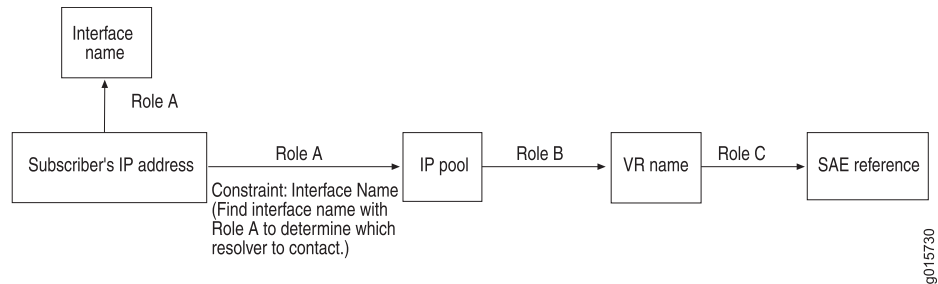 Interface
name
Role A
Subscriber's IP address
Role A
Constraint: Interface Name
(Find interface name with
Role A to determine which
resolver to contact.)
IP pool
Role B
VR name
Role C
SAE reference
g015730